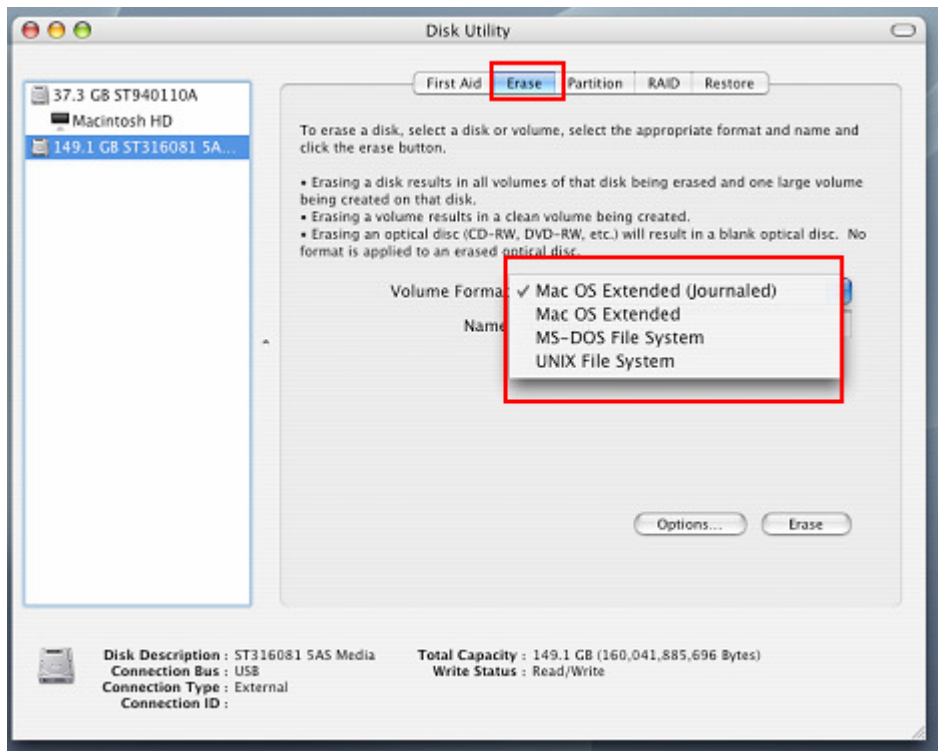 Disk Utility
37.3 GB ST940110A
Macintosh HD
149.1 GB ST316081 5A...
First Aid Erase Partition RAID Restore
To erase a disk, select a disk or volume, select the appropriate format and name and
click the erase button.
• Erasing a disk results in all volumes of that disk being erased and one large volume
being created on that disk.
• Erasing a volume results in a clean volume being created.
• Erasing an optical disc (CD-RW, DVD-RW, etc.) will result in a blank optical disc. No
format is applied to an erased optical disc.
Volume Format ✓ Mac OS Extended (Journaled)
Mac OS Extended
Name
MS-DOS File System
UNIX File System
Options... Erase
Disk Description : ST316081 5AS Media Total Capacity : 149.1 GB (160,041,885,696 Bytes)
Connection Bus : USB Write Status : Read/Write
Connection Type : External
Connection ID :